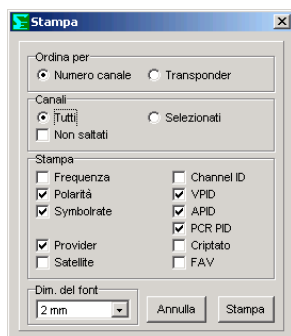 Stampa
Ordina per
Numero canale Transponder
Canali
Tutti Selezionati
Non saltati
Stampa
Frequenza Channel ID
Polarità VPID
Symbolrate APID
PCR PID
Provider Criptato
Satellite FAV
Dim. del font
2 mm Annulla Stampa